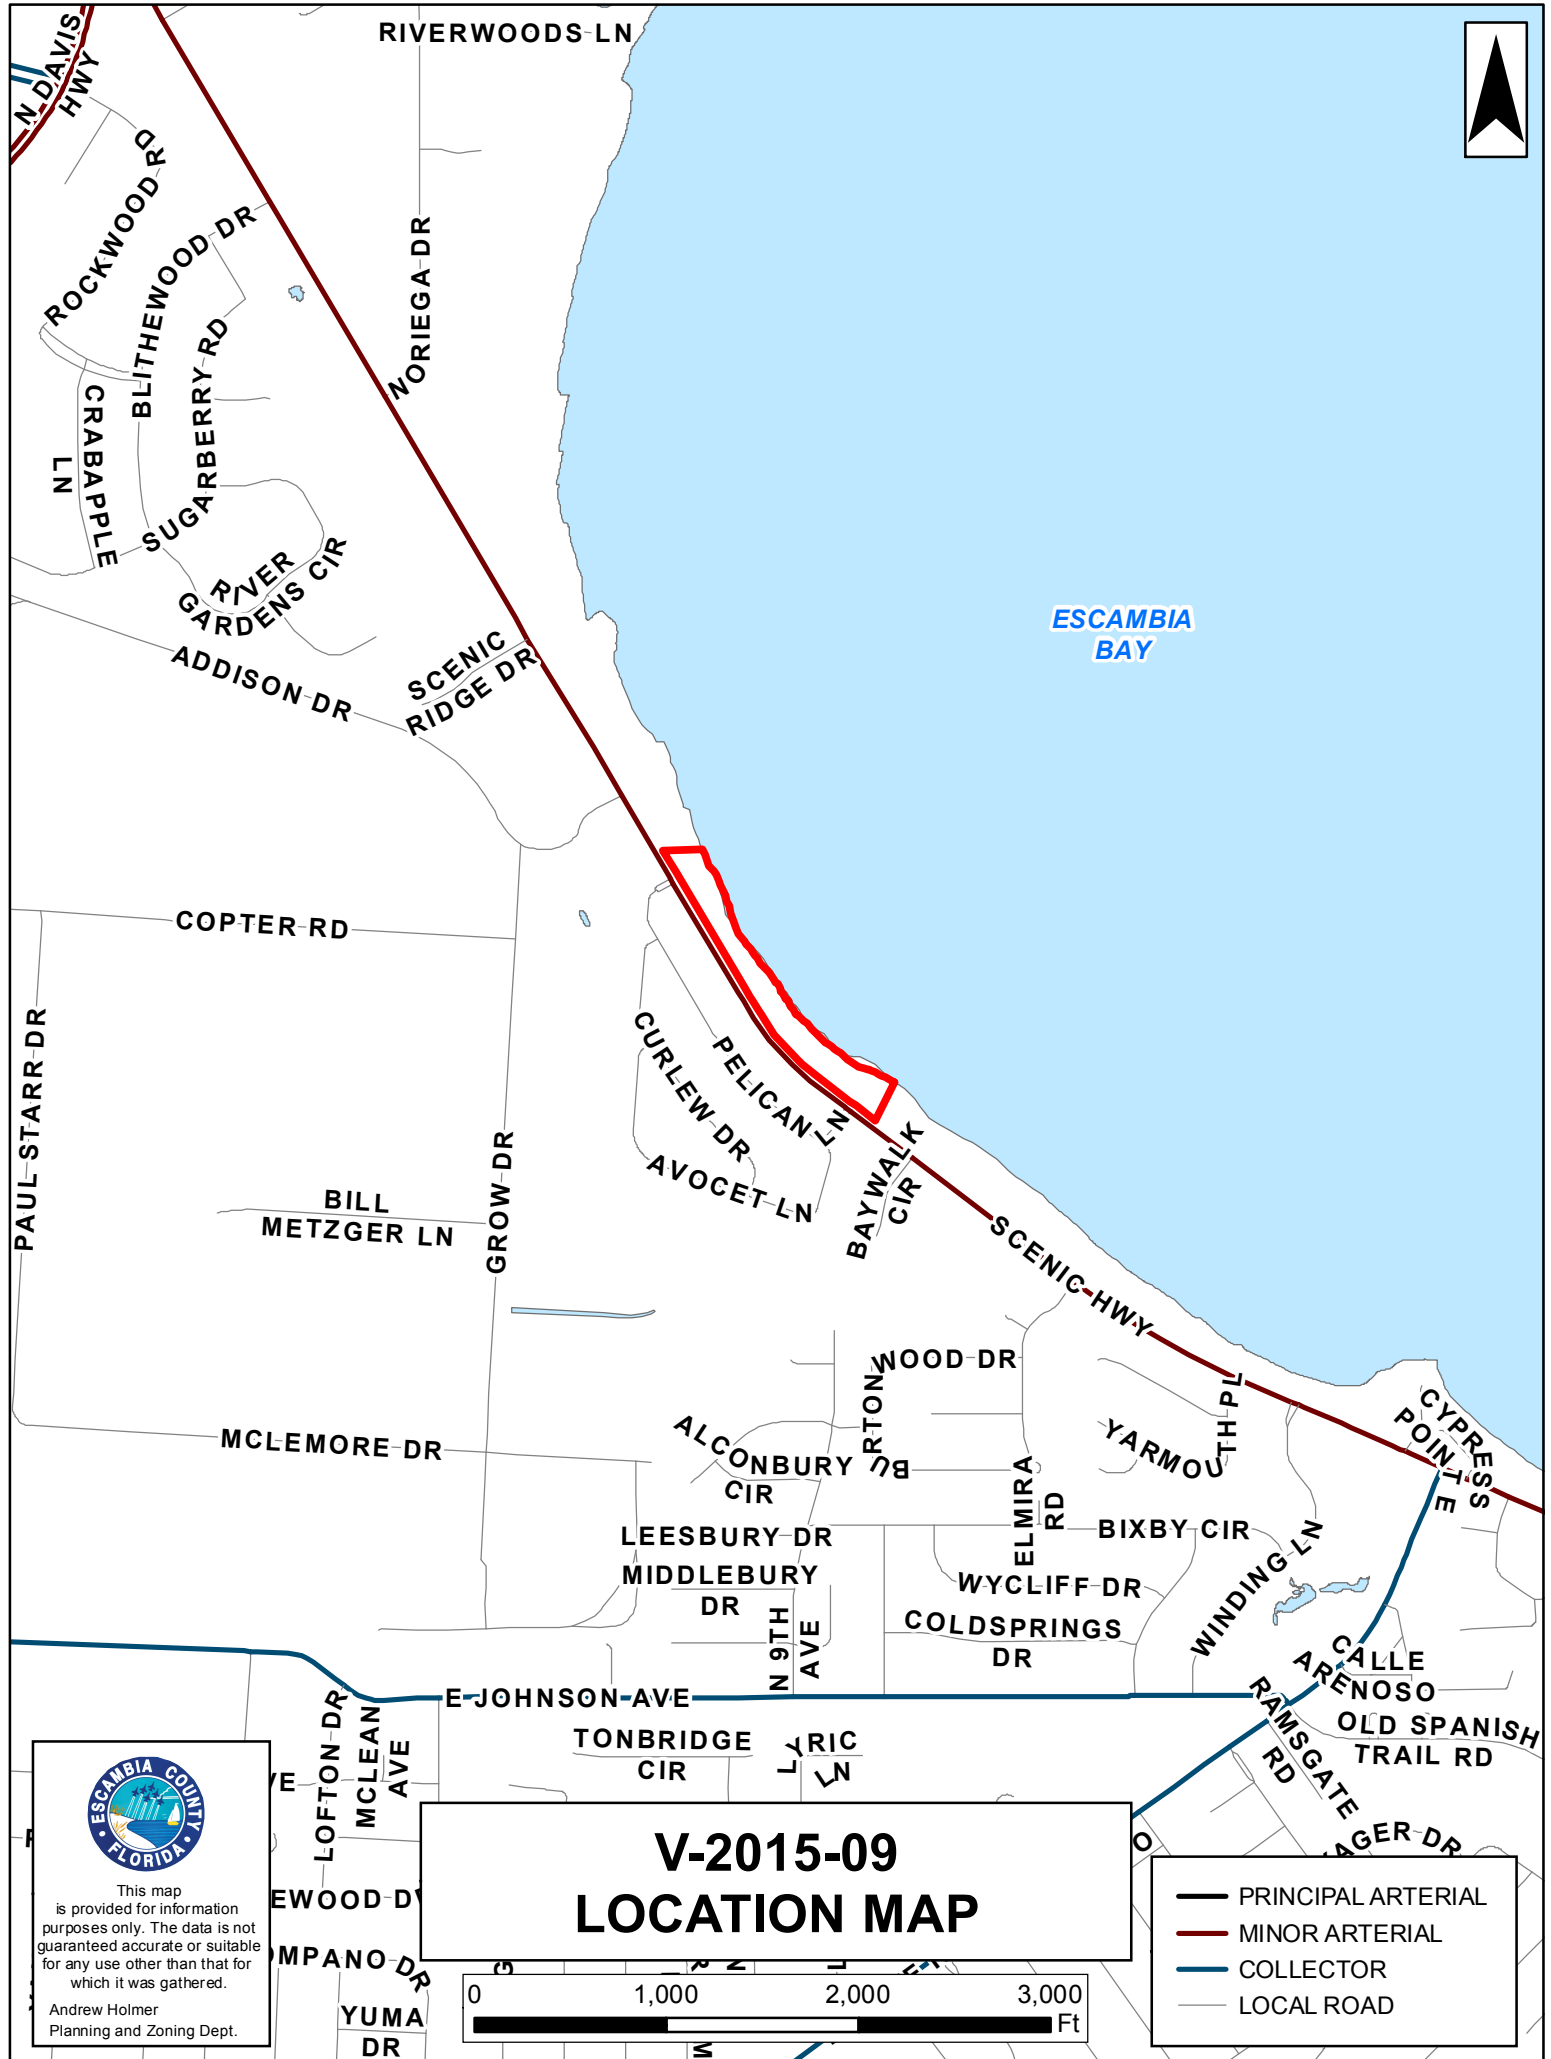 RIVERWOODS LN
N DAVIS
HWY
ROCKWOOD RD
BLITHEWOOD DR
NORIEGA DR
SUGARBERRY RD
CRABAPPLE
LN
RIVER
GARDENS CIR
ADDISON DR
SCENIC
RIDGE DR
ESCAMBIA
BAY
COPTER RD
PAUL STARR DR
GROW DR
CURLEW DR
PELICAN LN
AVOCET LN
BAYWALK
CIR
BILL
METZGER LN
SCENIC HWY
BURTONWOOD DR
ALCONBURY
CIR
MCLEMORE DR
YARMOUTH PL
CYPRESS
POINT E
ELMIRA
RD
LEESBURY DR
BIXBY CIR
MIDDLEBURY
DR
WYCLIFF DR
WINDING LN
N 9TH
AVE
COLDSPRINGS
DR
CALLE
ARENOSO
E JOHNSON AVE
RAMSGATE
RD
OLD SPANISH
TRAIL RD
LOFTON DR
MCLEAN
AVE
TONBRIDGE
CIR
LYRIC
LN
YUMA
DR
ESCAMBIA COUNTY
FLORIDA
This map
is provided for information
purposes only. The data is not
guaranteed accurate or suitable
for any use other than that for
which it was gathered.
Andrew Holmer
Planning and Zoning Dept.
V-2015-09
LOCATION MAP
0 1,000 2,000 3,000
Ft
PRINCIPAL ARTERIAL
MINOR ARTERIAL
COLLECTOR
LOCAL ROAD